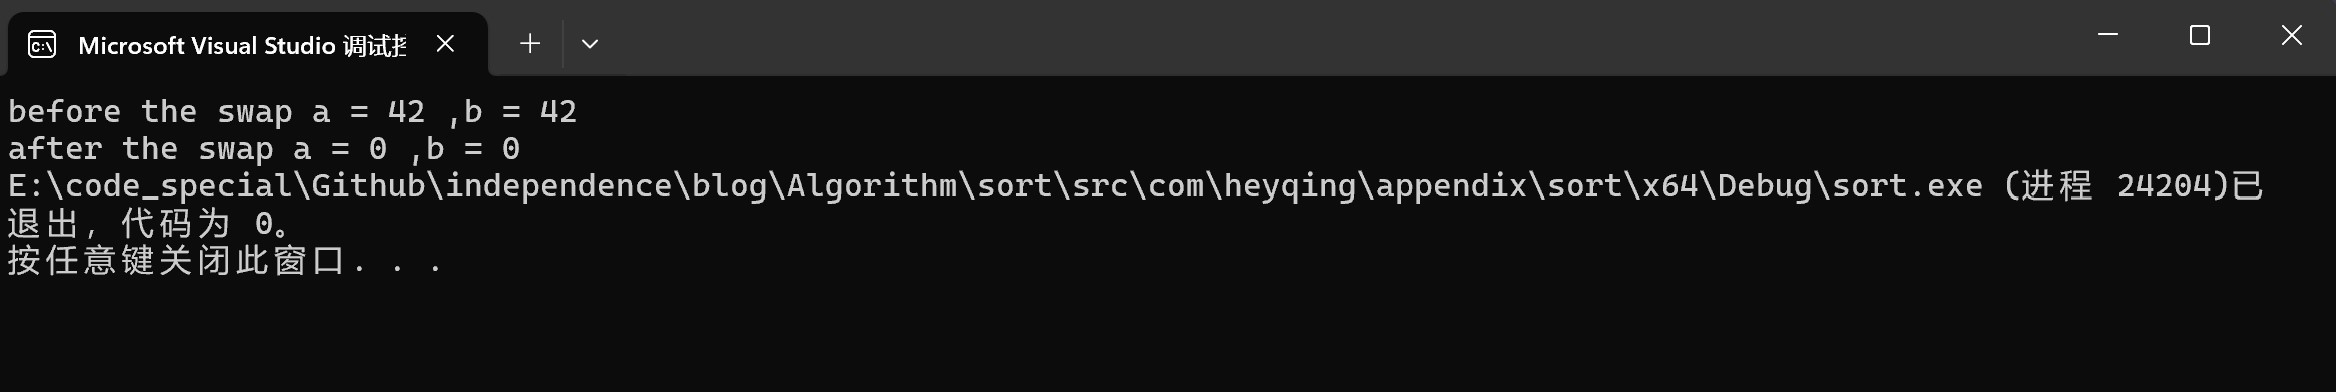 Microsoft Visual Studio 调试控
before the swap a = 42 ,b = 42
after the swap a = 0 ,b = 0
E:\code_special\Github\independence\blog\Algorithm\sort\src\com\heyqing\appendix\sort\x64\Debug\sort.exe (进程 24204)已
退出，代码为 0。
按任意键关闭此窗口. . .